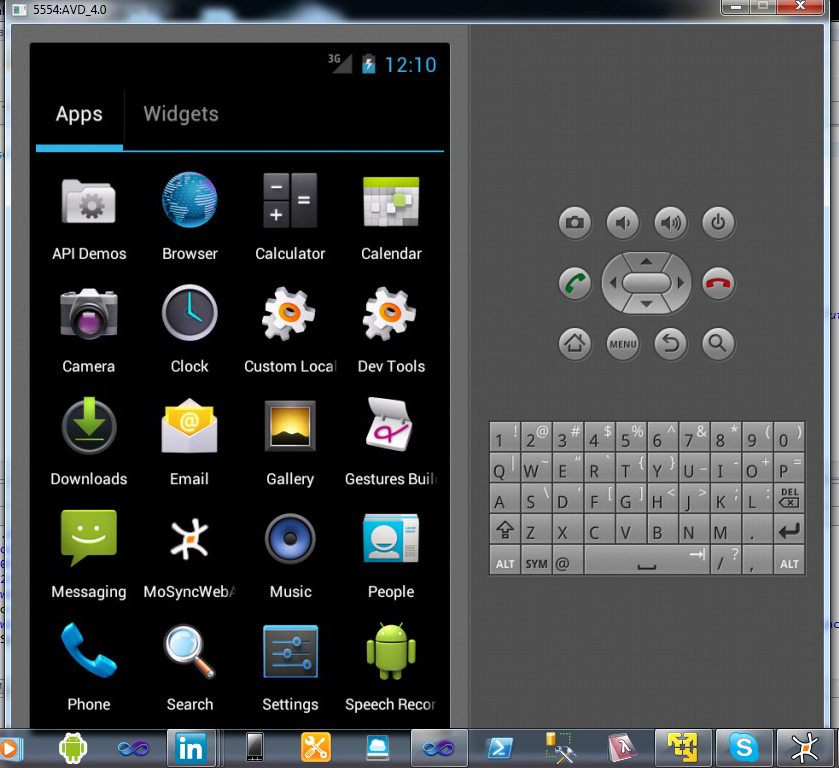 5554:AVD_4.0
3G 12:10
Apps Widgets
API Demos Browser Calculator Calendar
Camera Clock Custom Loca Dev Tools
Downloads Email Gallery Gestures Buil
Messaging MoSyncWebA Music People
Phone Search Settings Speech Recor
MENU
1 ! 2 @ 3 # 4 $ 5 % 6 ^ 7 & 8 * 9 ( 0 )
Q | W ~ E " R ` T { Y } U _ I - O + P =
A S \ D ' F [ G ] H < J > K ; L : DEL
Z X C V B N M .
ALT SYM @ / ? , ALT
in
λ
S